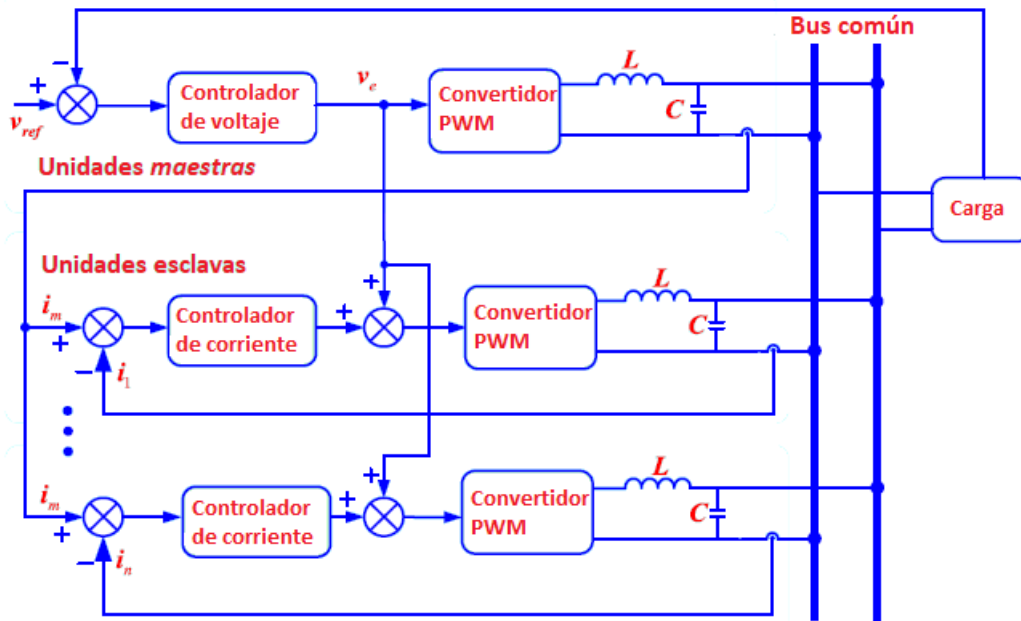 Bus común
L
−
+
v_ref
Controlador
de voltaje
v_e
Convertidor
PWM
C
Unidades maestras
Carga
Unidades esclavas
i_m
+
−
i_1
Controlador
de corriente
+
+
Convertidor
PWM
L
C
i_m
+
−
i_n
Controlador
de corriente
+
+
Convertidor
PWM
L
C